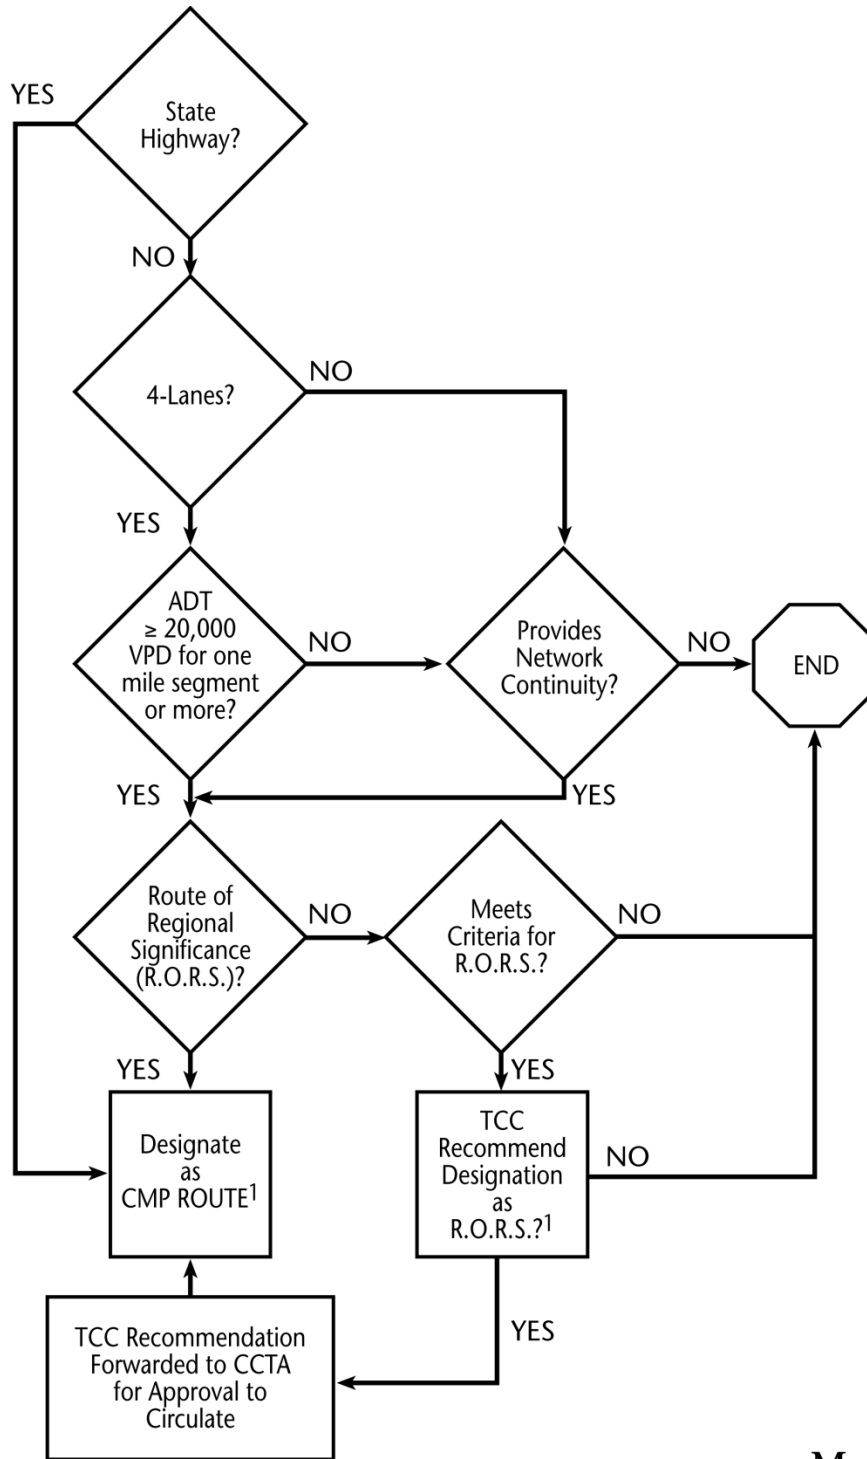 YES
State
Highway?
NO
4-Lanes?
NO
YES
ADT
≥ 20,000
VPD for one
mile segment
or more?
NO
Provides
Network
Continuity?
NO
END
YES
YES
Route of
Regional
Significance
(R.O.R.S.)?
NO
Meets
Criteria for
R.O.R.S.?
NO
YES
YES
Designate
as
CMP ROUTE¹
TCC
Recommend
Designation
as
R.O.R.S.?¹
NO
YES
TCC Recommendation
Forwarded to CCTA
for Approval to
Circulate